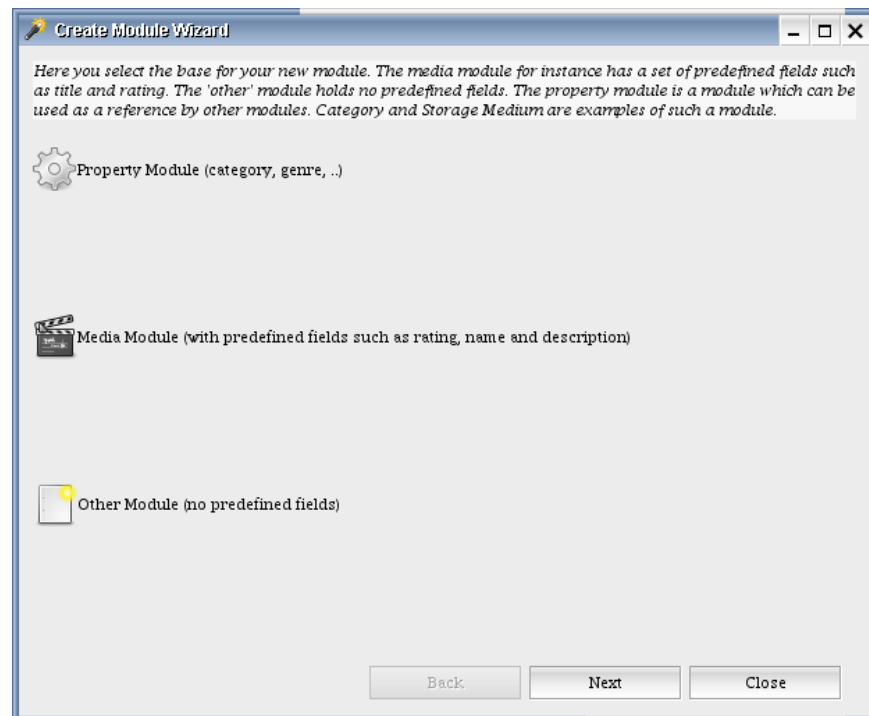 Create Module Wizard
Here you select the base for your new module. The media module for instance has a set of predefined fields such
as title and rating. The 'other' module holds no predefined fields. The property module is a module which can be
used as a reference by other modules. Category and Storage Medium are examples of such a module.
Property Module (category, genre, ..)
Media Module (with predefined fields such as rating, name and description)
Other Module (no predefined fields)
Back Next Close